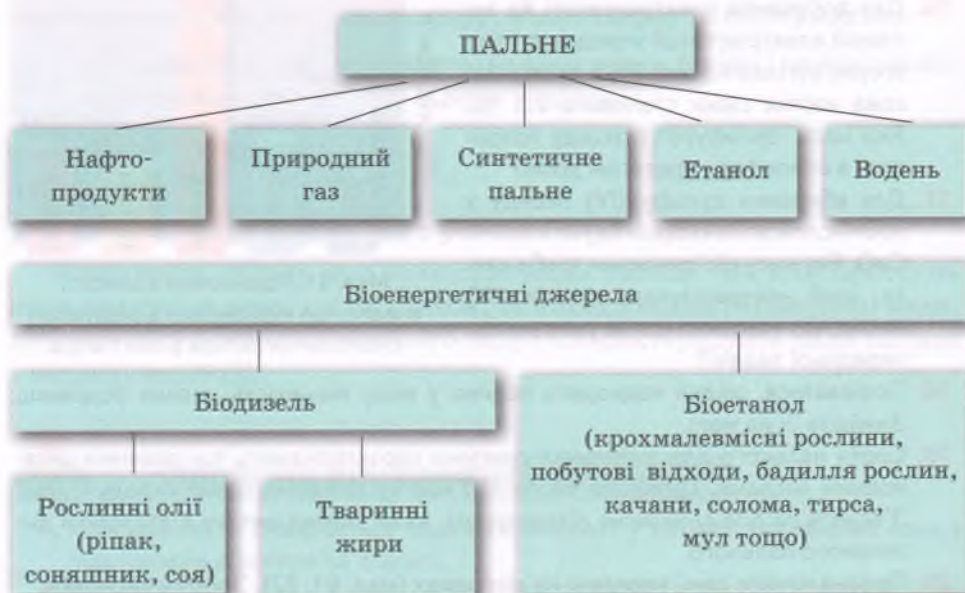 ПАЛЬНЕ
Нафто-
продукти
Природний
газ
Синтетичне
пальне
Етанол
Водень
Біоенергетичні джерела
Біодизель
Біоетанол
(крохмалевмісні рослини,
побутові відходи, бадилля рослин,
качани, солома, тирса,
мул тощо)
Рослинні олії
(ріпак,
соняшник, соя)
Тваринні
жири